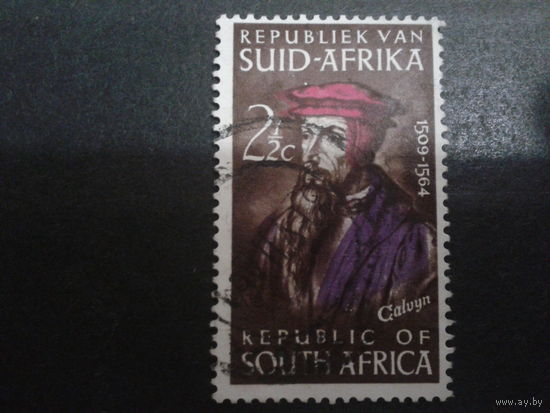 REPUBLIEK VAN
SUID-AFRIKA
2½c
1509-1564
Calvyn
REPUBLIC OF
SOUTH AFRICA
www.ay.by